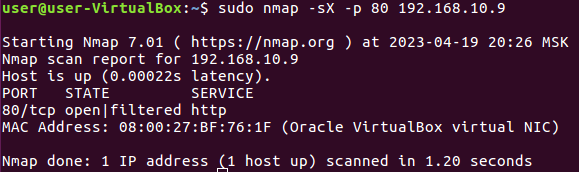 user@user-VirtualBox:~$ sudo nmap -sX -p 80 192.168.10.9
Starting Nmap 7.01 ( https://nmap.org ) at 2023-04-19 20:26 MSK
Nmap scan report for 192.168.10.9
Host is up (0.00022s latency).
PORT   STATE         SERVICE
80/tcp open|filtered http
MAC Address: 08:00:27:BF:76:1F (Oracle VirtualBox virtual NIC)
Nmap done: 1 IP address (1 host up) scanned in 1.20 seconds